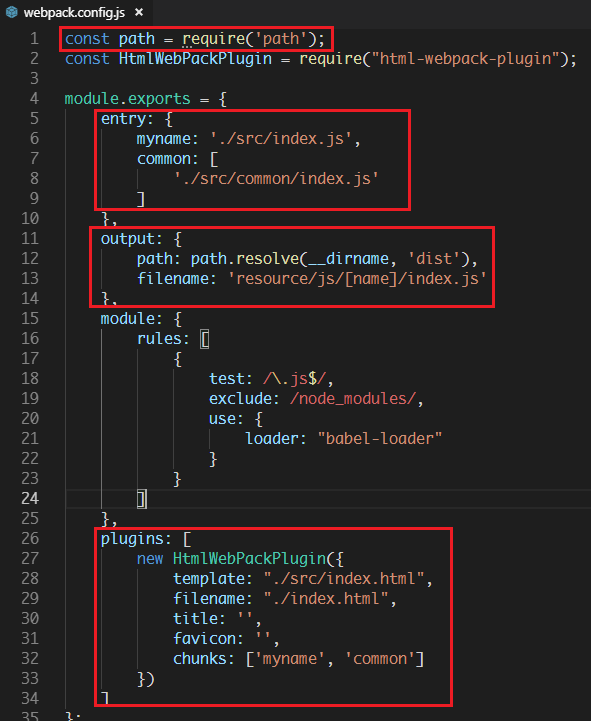 webpack.config.js ×
1 const path = require('path');
2 const HtmlWebPackPlugin = require("html-webpack-plugin");
3
4 module.exports = {
5 entry: {
6 myname: './src/index.js',
7 common: [
8 './src/common/index.js'
9 ]
10 },
11 output: {
12 path: path.resolve(__dirname, 'dist'),
13 filename: 'resource/js/[name]/index.js'
14 },
15 module: {
16 rules: [
17 {
18 test: /\.js$/,
19 exclude: /node_modules/,
20 use: {
21 loader: "babel-loader"
22 }
23 }
24 ]
25 },
26 plugins: [
27 new HtmlWebPackPlugin({
28 template: "./src/index.html",
29 filename: "./index.html",
30 title: '',
31 favicon: '',
32 chunks: ['myname', 'common']
33 })
34 ]
35 };